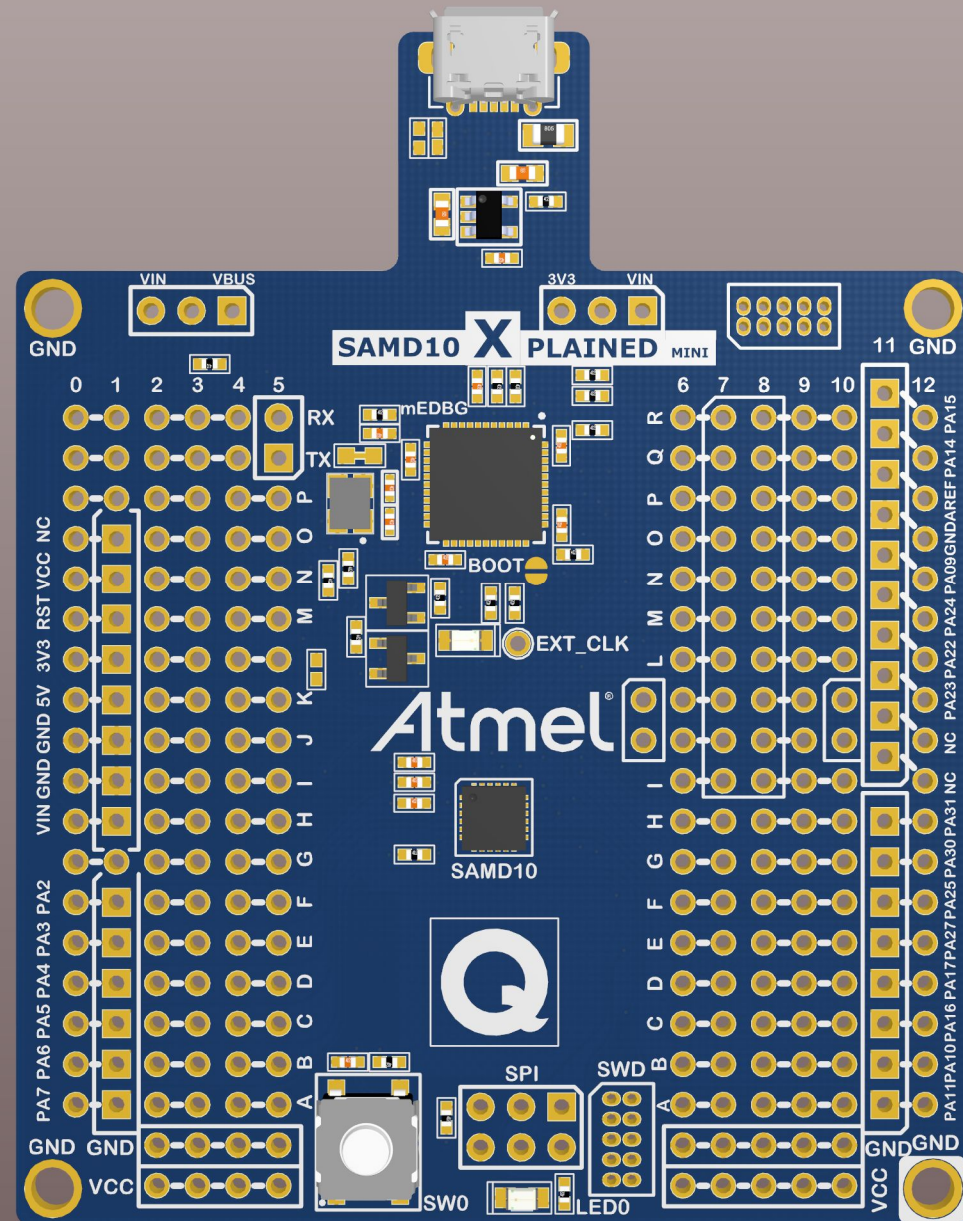 805
VIN VBUS
3V3 VIN
GND
SAMD10 X PLAINED MINI
11 GND
0 1 2 3 4 5
6 7 8 9 10 12
RX
TX
mEDBG
P
O
N
M
L
K
J
I
H
G
F
E
D
C
B
A
NC
VCC
RST
3V3
5V
GND
GND
VIN
PA2
PA3
PA4
PA5
PA6
PA7
BOOT
EXT_CLK
Atmel®
SAMD10
Q
R
Q
P
O
N
M
L
I
H
G
F
E
D
C
B
A
PA15
PA14
AREF
GND
PA09
PA24
PA22
PA23
NC
NC
PA31
PA30
PA25
PA27
PA17
PA16
PA10
PA11
SPI
SWD
GND GND
GND GND
VCC
VCC
SW0
LED0